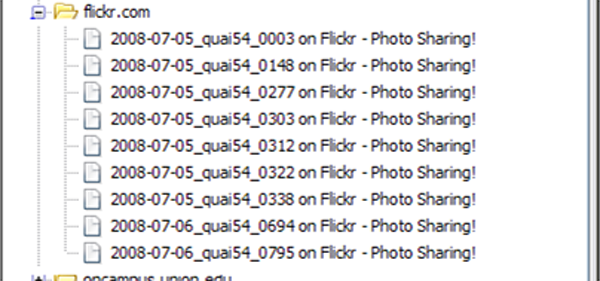 flickr.com
2008-07-05_quai54_0003 on Flickr - Photo Sharing!
2008-07-05_quai54_0148 on Flickr - Photo Sharing!
2008-07-05_quai54_0277 on Flickr - Photo Sharing!
2008-07-05_quai54_0303 on Flickr - Photo Sharing!
2008-07-05_quai54_0312 on Flickr - Photo Sharing!
2008-07-05_quai54_0322 on Flickr - Photo Sharing!
2008-07-05_quai54_0338 on Flickr - Photo Sharing!
2008-07-06_quai54_0694 on Flickr - Photo Sharing!
2008-07-06_quai54_0795 on Flickr - Photo Sharing!
oncampus.union.edu